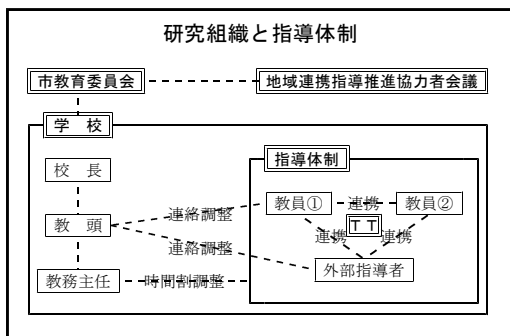 研究組織と指導体制
市教育委員会
地域連携指導推進協力者会議
学 校
指導体制
校 長
教員①
連携
教員②
連絡調整
教 頭
TT
連携
連携
連絡調整
外部指導者
教務主任
時間割調整